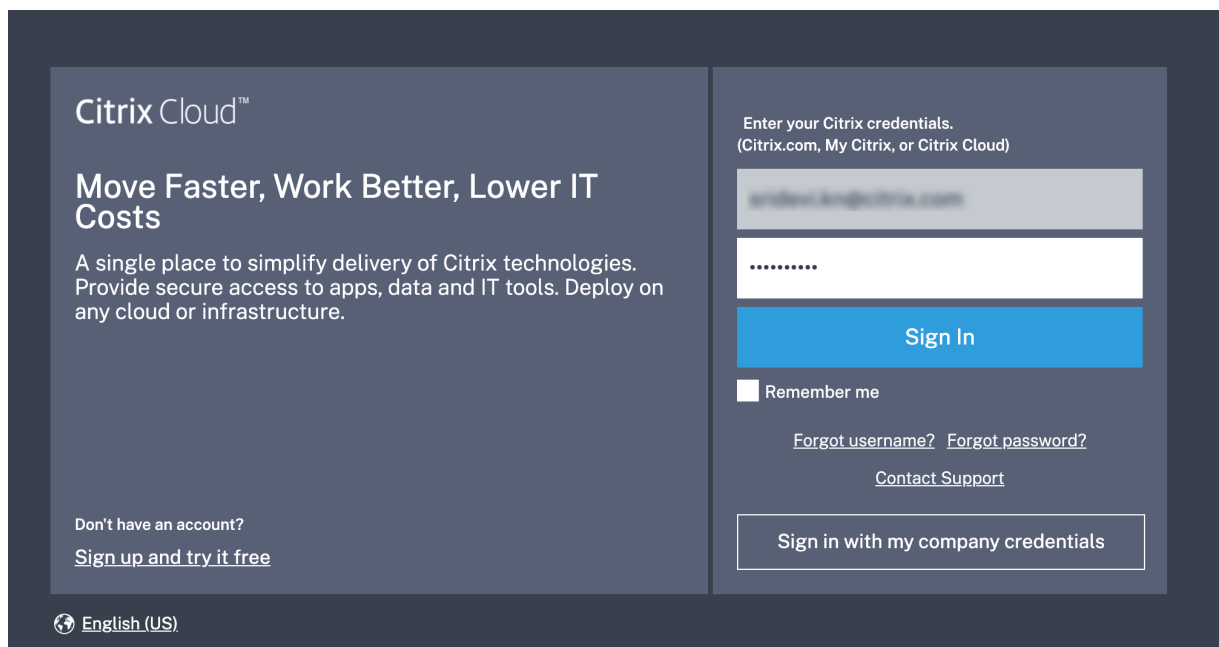 Citrix Cloud™
Move Faster, Work Better, Lower IT
Costs
A single place to simplify delivery of Citrix technologies.
Provide secure access to apps, data and IT tools. Deploy on
any cloud or infrastructure.
Don't have an account?
Sign up and try it free
English (US)
Enter your Citrix credentials.
(Citrix.com, My Citrix, or Citrix Cloud)
••••••••••
Sign In
Remember me
Forgot username? Forgot password?
Contact Support
Sign in with my company credentials